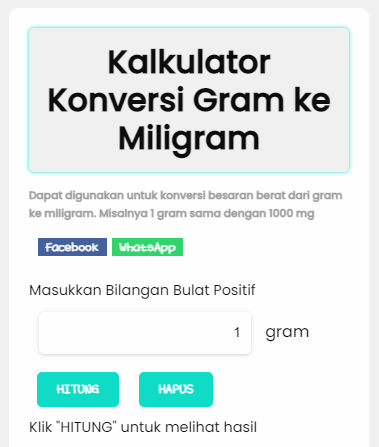 Kalkulator
Konversi Gram ke
Miligram
Dapat digunakan untuk konversi besaran berat dari gram
ke miligram. Misalnya 1 gram sama dengan 1000 mg
Facebook WhatsApp
Masukkan Bilangan Bulat Positif
1 gram
HITUNG HAPUS
Klik "HITUNG" untuk melihat hasil